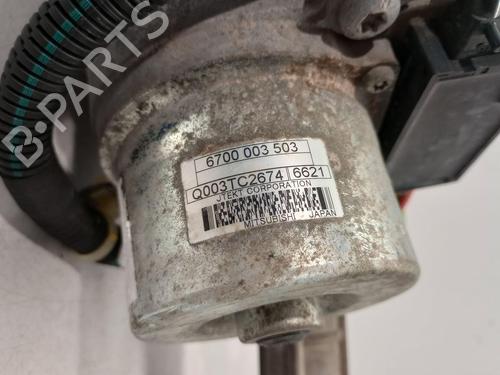 B-PARTS
6700 003 503
Q003TC2674 6621
JTEKT CORPORATION
MITSUBISHI JAPAN